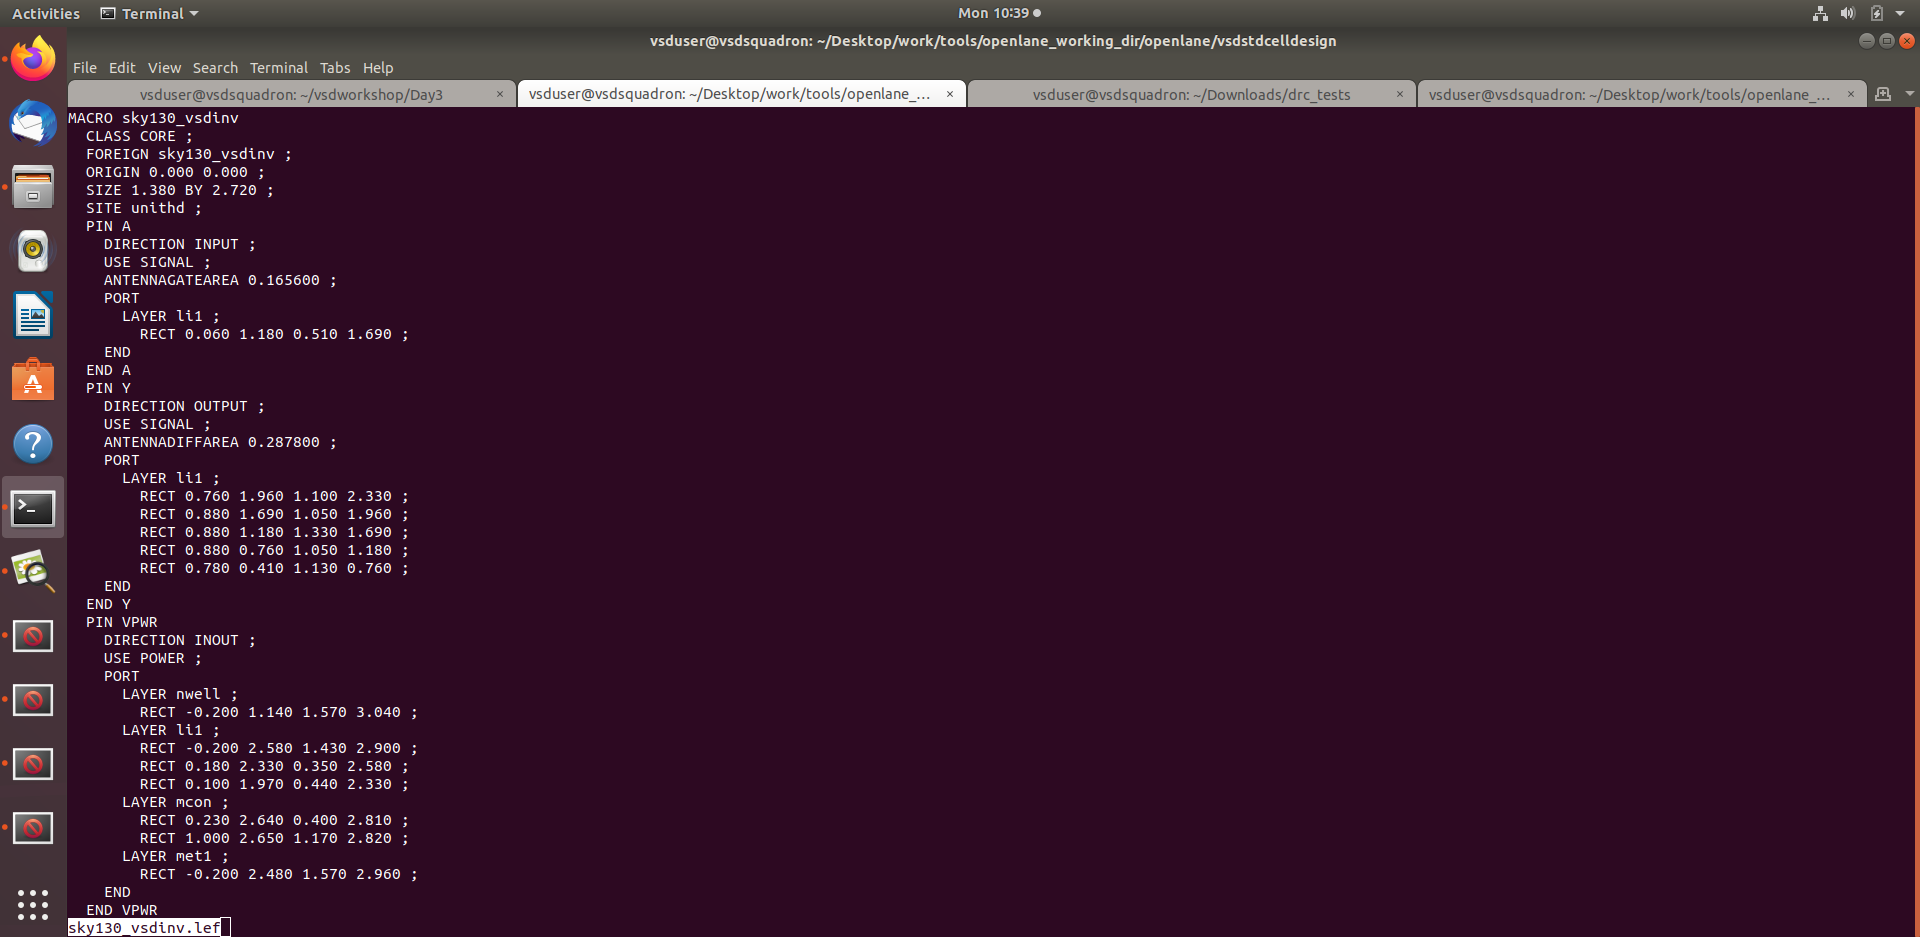 Activities Terminal Mon 10:39
vsduser@vsdsquadron: ~/Desktop/work/tools/openlane_working_dir/openlane/vsdstdcelldesign
File Edit View Search Terminal Tabs Help
vsduser@vsdsquadron: ~/vsdworkshop/Day3 × vsduser@vsdsquadron: ~/Desktop/work/tools/openlane_... × vsduser@vsdsquadron: ~/Downloads/drc_tests × vsduser@vsdsquadron: ~/Desktop/work/tools/openlane_... ×
MACRO sky130_vsdinv
  CLASS CORE ;
  FOREIGN sky130_vsdinv ;
  ORIGIN 0.000 0.000 ;
  SIZE 1.380 BY 2.720 ;
  SITE unithd ;
  PIN A
    DIRECTION INPUT ;
    USE SIGNAL ;
    ANTENNAGATEAREA 0.165600 ;
    PORT
      LAYER li1 ;
        RECT 0.060 1.180 0.510 1.690 ;
    END
  END A
  PIN Y
    DIRECTION OUTPUT ;
    USE SIGNAL ;
    ANTENNADIFFAREA 0.287800 ;
    PORT
      LAYER li1 ;
        RECT 0.760 1.960 1.100 2.330 ;
        RECT 0.880 1.690 1.050 1.960 ;
        RECT 0.880 1.180 1.330 1.690 ;
        RECT 0.880 0.760 1.050 1.180 ;
        RECT 0.780 0.410 1.130 0.760 ;
    END
  END Y
  PIN VPWR
    DIRECTION INOUT ;
    USE POWER ;
    PORT
      LAYER nwell ;
        RECT -0.200 1.140 1.570 3.040 ;
      LAYER li1 ;
        RECT -0.200 2.580 1.430 2.900 ;
        RECT 0.180 2.330 0.350 2.580 ;
        RECT 0.100 1.970 0.440 2.330 ;
      LAYER mcon ;
        RECT 0.230 2.640 0.400 2.810 ;
        RECT 1.000 2.650 1.170 2.820 ;
      LAYER met1 ;
        RECT -0.200 2.480 1.570 2.960 ;
    END
  END VPWR
sky130_vsdinv.lef